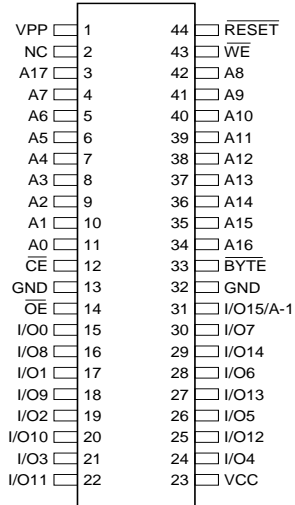 VPP 1 44 RESET
NC 2 43 WE
A17 3 42 A8
A7 4 41 A9
A6 5 40 A10
A5 6 39 A11
A4 7 38 A12
A3 8 37 A13
A2 9 36 A14
A1 10 35 A15
A0 11 34 A16
CE 12 33 BYTE
GND 13 32 GND
OE 14 31 I/O15/A-1
I/O0 15 30 I/O7
I/O8 16 29 I/O14
I/O1 17 28 I/O6
I/O9 18 27 I/O13
I/O2 19 26 I/O5
I/O10 20 25 I/O12
I/O3 21 24 I/O4
I/O11 22 23 VCC